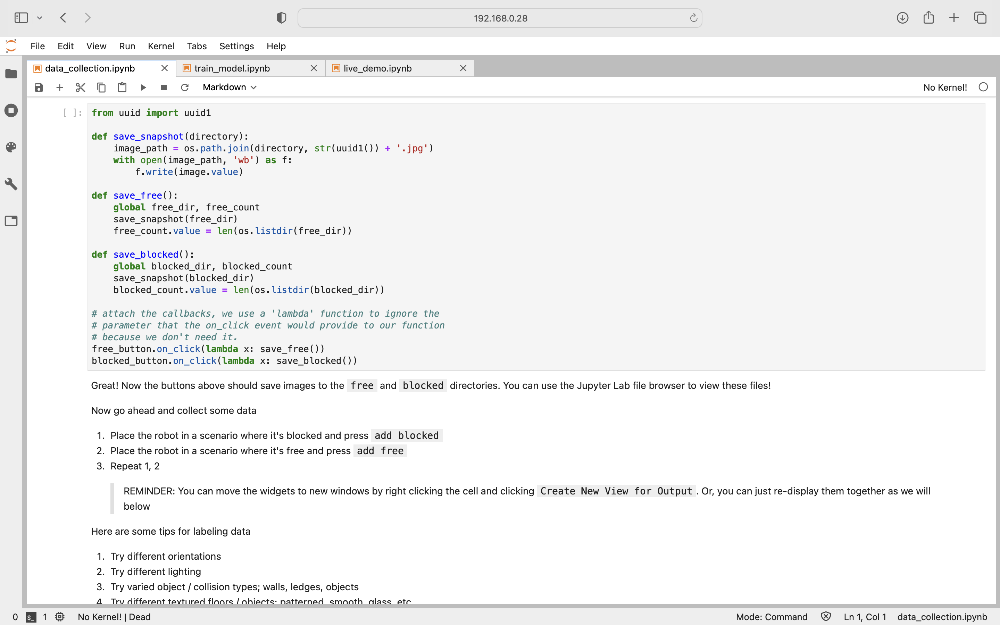 192.168.0.28
File Edit View Run Kernel Tabs Settings Help
data_collection.ipynb train_model.ipynb live_demo.ipynb
Markdown No Kernel!
[ ]: from uuid import uuid1
def save_snapshot(directory):
    image_path = os.path.join(directory, str(uuid1()) + '.jpg')
    with open(image_path, 'wb') as f:
        f.write(image.value)
def save_free():
    global free_dir, free_count
    save_snapshot(free_dir)
    free_count.value = len(os.listdir(free_dir))
def save_blocked():
    global blocked_dir, blocked_count
    save_snapshot(blocked_dir)
    blocked_count.value = len(os.listdir(blocked_dir))
# attach the callbacks, we use a 'lambda' function to ignore the
# parameter that the on_click event would provide to our function
# because we don't need it.
free_button.on_click(lambda x: save_free())
blocked_button.on_click(lambda x: save_blocked())
Great! Now the buttons above should save images to the free and blocked directories. You can use the Jupyter Lab file browser to view these files!
Now go ahead and collect some data
1. Place the robot in a scenario where it's blocked and press add blocked
2. Place the robot in a scenario where it's free and press add free
3. Repeat 1, 2
REMINDER: You can move the widgets to new windows by right clicking the cell and clicking Create New View for Output . Or, you can just re-display them together as we will
below
Here are some tips for labeling data
1. Try different orientations
2. Try different lighting
3. Try varied object / collision types; walls, ledges, objects
4. Try different textured floors / objects; patterned, smooth, glass, etc.
0 $_ 1 No Kernel! | Dead Mode: Command Ln 1, Col 1 data_collection.ipynb